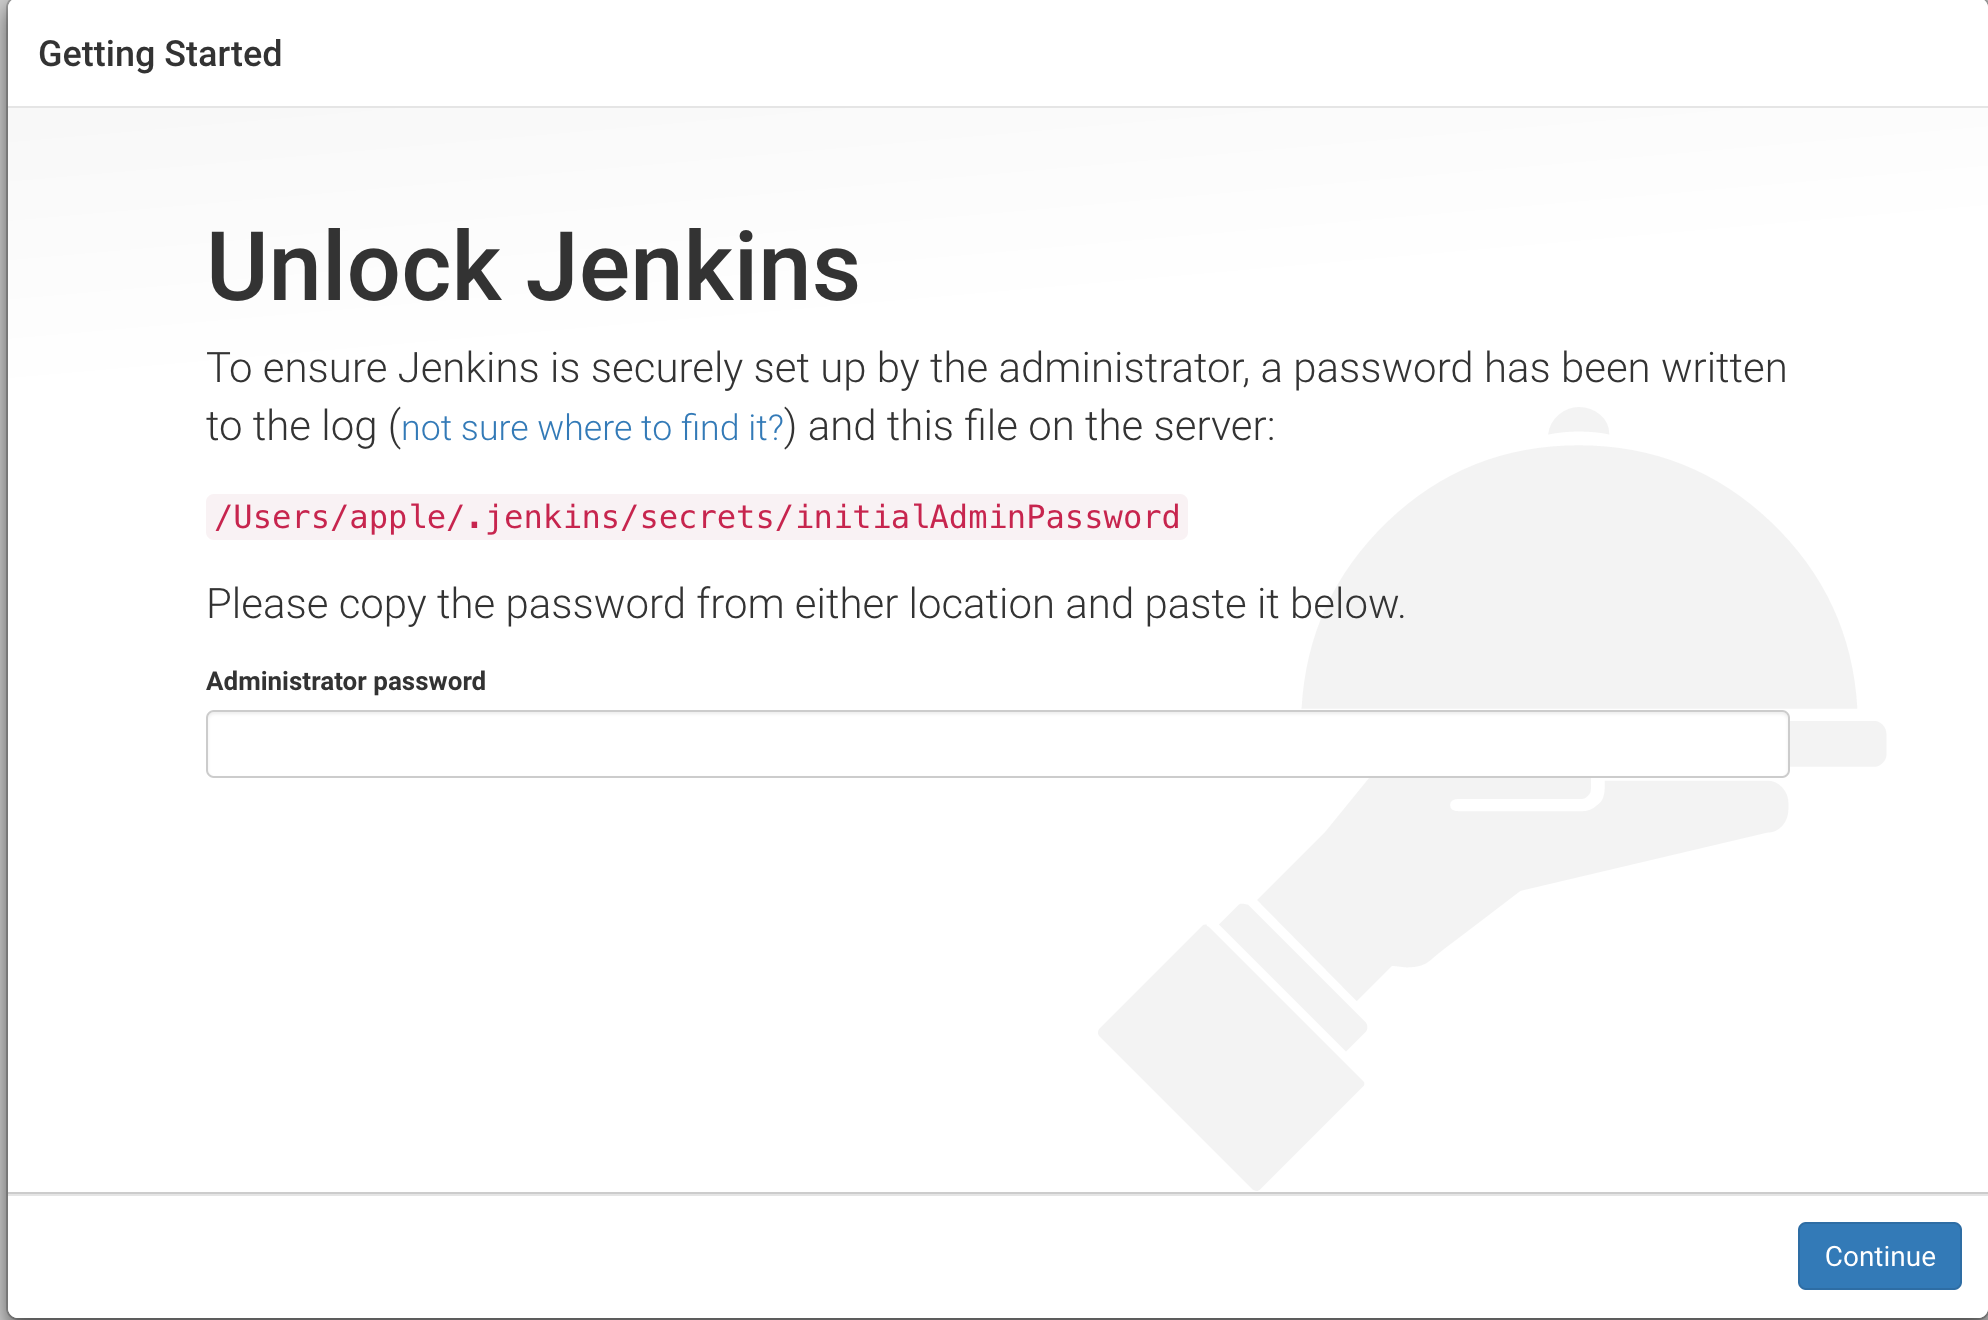 Getting Started
Unlock Jenkins
To ensure Jenkins is securely set up by the administrator, a password has been written
to the log (not sure where to find it?) and this file on the server:
/Users/apple/.jenkins/secrets/initialAdminPassword
Please copy the password from either location and paste it below.
Administrator password
Continue